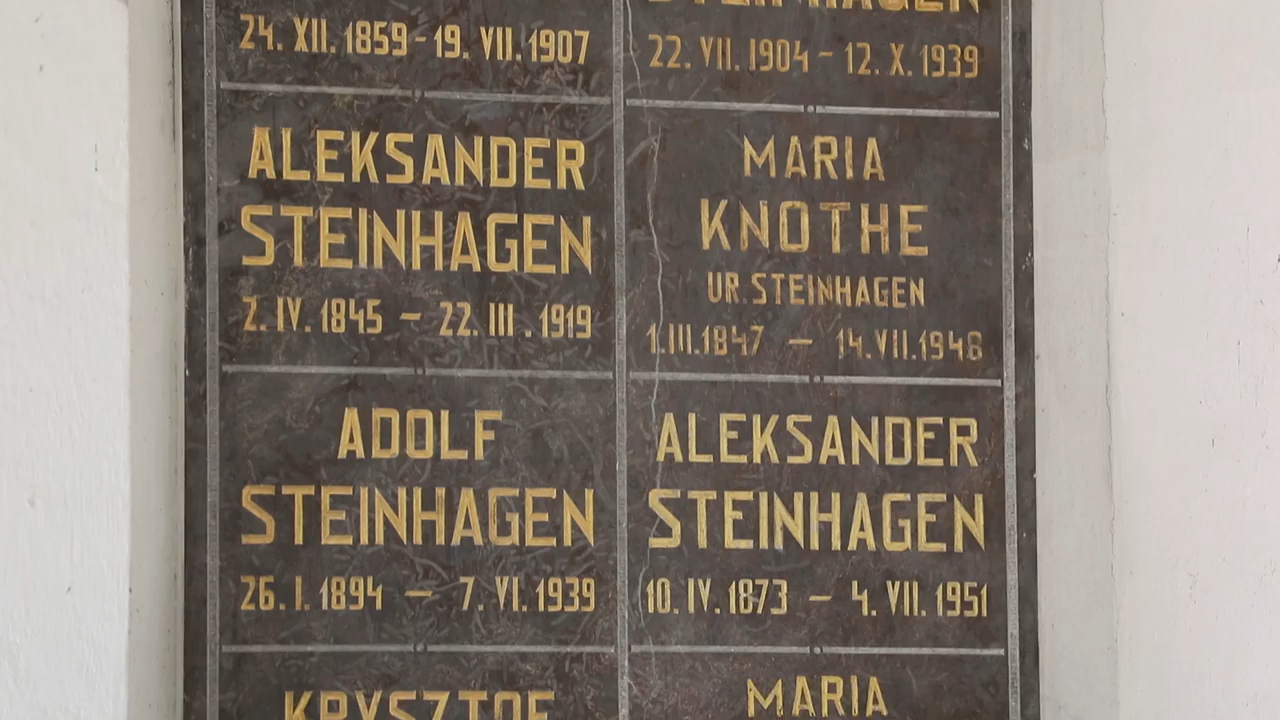 24. XII. 1859 - 19. VII. 1907
ALEKSANDER
STEINHAGEN
2. IV. 1845 – 22. III. 1919
ADOLF
STEINHAGEN
26. I. 1894 – 7. VI. 1939
KRYSZTOF
STEINHAGEN
22. VII. 1904 – 12. X. 1939
MARIA
KNOTHE
UR. STEINHAGEN
1.III.1847 – 14.VII.1948
ALEKSANDER
STEINHAGEN
10. IV. 1873 – 4. VII. 1951
MARIA